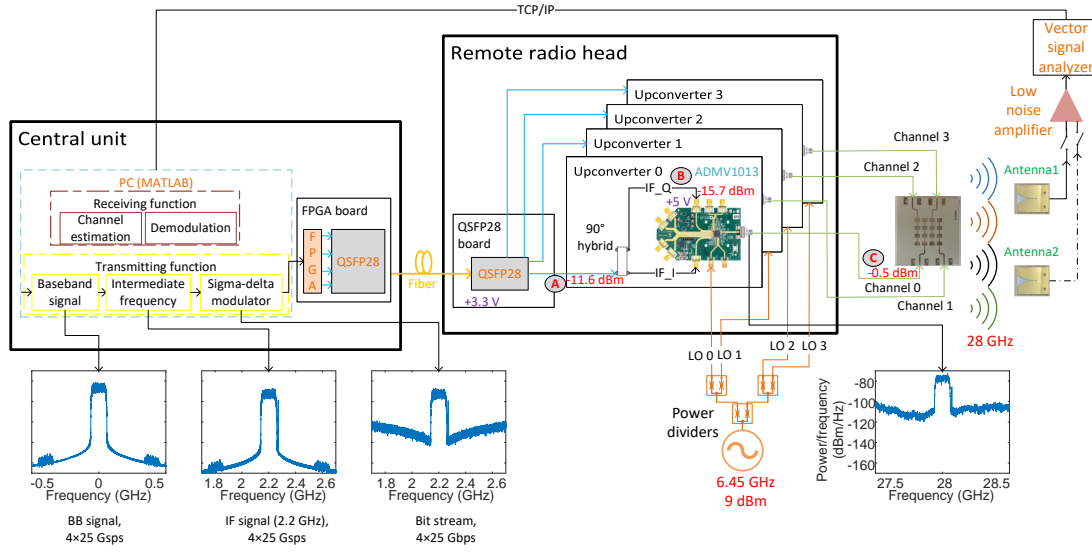 TCP/IP
Vector
signal
analyzer
Low
noise
amplifier
Remote radio head
Upconverter 3
Upconverter 2
Upconverter 1
Upconverter 0
Central unit
PC (MATLAB)
Receiving function
Channel
estimation
Demodulation
Transmitting function
Baseband
signal
Intermediate
frequency
Sigma-delta
modulator
FPGA board
F
P
G
A
QSFP28
Fiber
QSFP28
board
QSFP28
+3.3 V
A
-11.6 dBm
90°
hybrid
IF_Q
IF_I
B
ADMV1013
-15.7 dBm
+5 V
Channel 3
Channel 2
C
-0.5 dBm
Channel 0
Channel 1
Antenna1
Antenna2
28 GHz
LO 0
LO 1
LO 2
LO 3
Power
dividers
6.45 GHz
9 dBm
-0.5 0 0.5
Frequency (GHz)
BB signal,
4×25 Gsps
1.8 2 2.2 2.4 2.6
Frequency (GHz)
IF signal (2.2 GHz),
4×25 Gsps
1.8 2 2.2 2.4 2.6
Frequency (GHz)
Bit stream,
4×25 Gbps
Power/frequency
(dBm/Hz)
-80
-100
-120
-140
-160
27.5 28 28.5
Frequency (GHz)